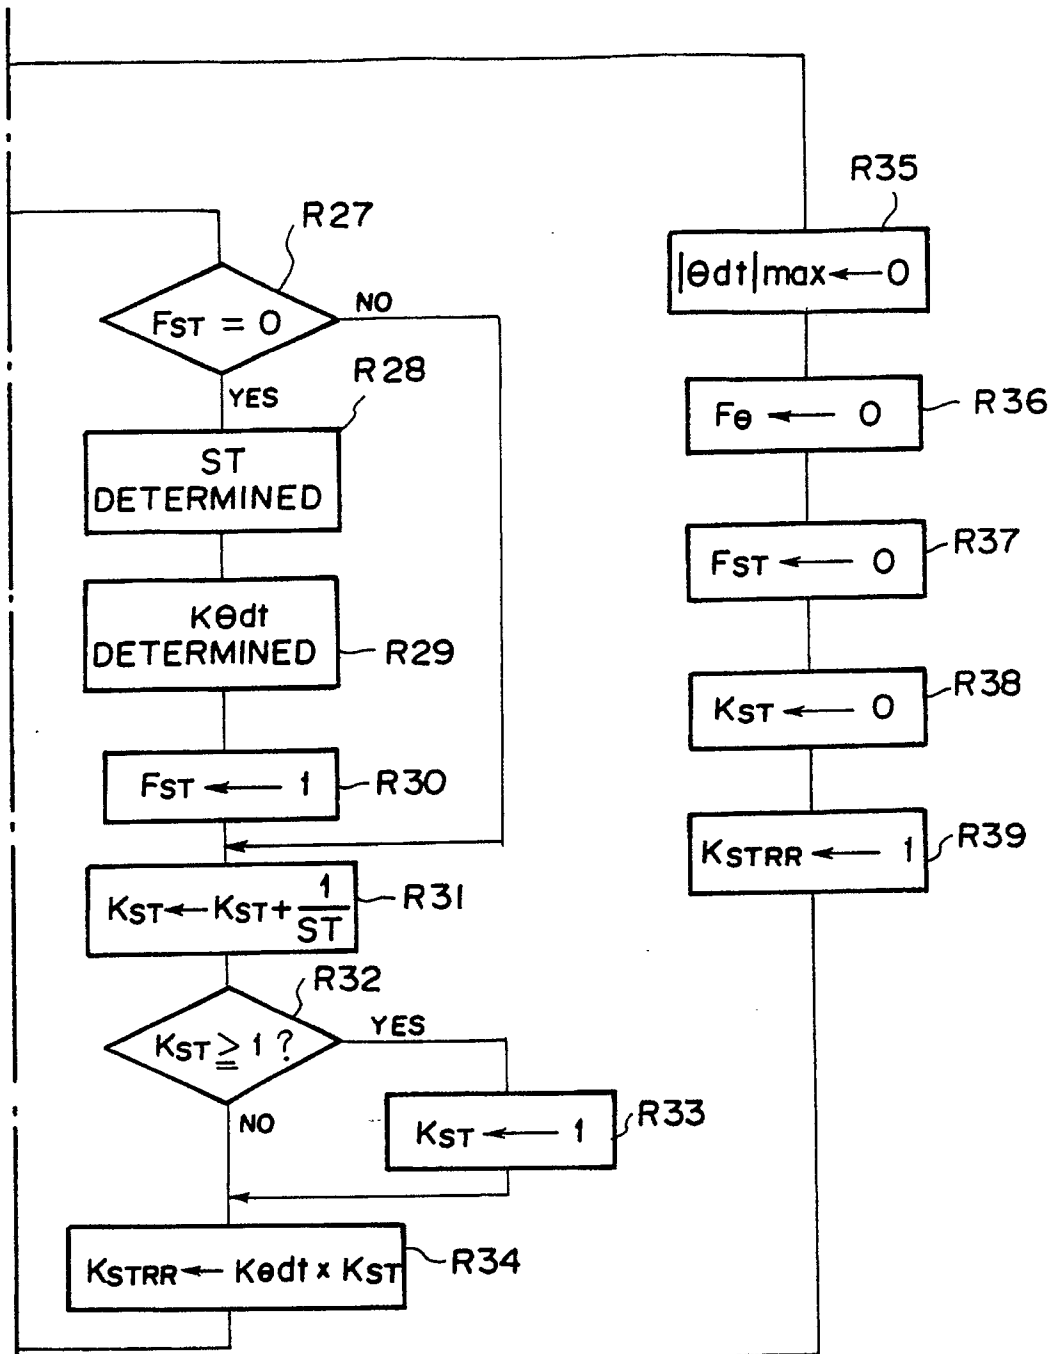 R27
FST = 0
NO
YES
R28
ST
DETERMINED
KΘdt
DETERMINED
R29
FST ← 1
R30
KST ← KST + 1/ST
R31
R32
KST ≧ 1 ?
YES
NO
KST ← 1
R33
KSTRR ← Kθdt x KST
R34
R35
|Θdt|max ← 0
Fθ ← 0
R36
FST ← 0
R37
KST ← 0
R38
KSTRR ← 1
R39